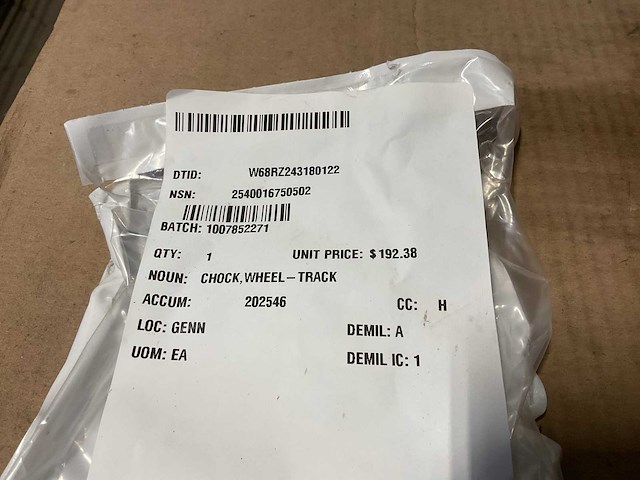 DTID: W68RZ243180122
NSN: 2540016750502
BATCH: 1007852271
QTY: 1 UNIT PRICE: $192.38
NOUN: CHOCK,WHEEL-TRACK
ACCUM: 202546 CC: H
LOC: GENN DEMIL: A
UOM: EA DEMIL IC: 1